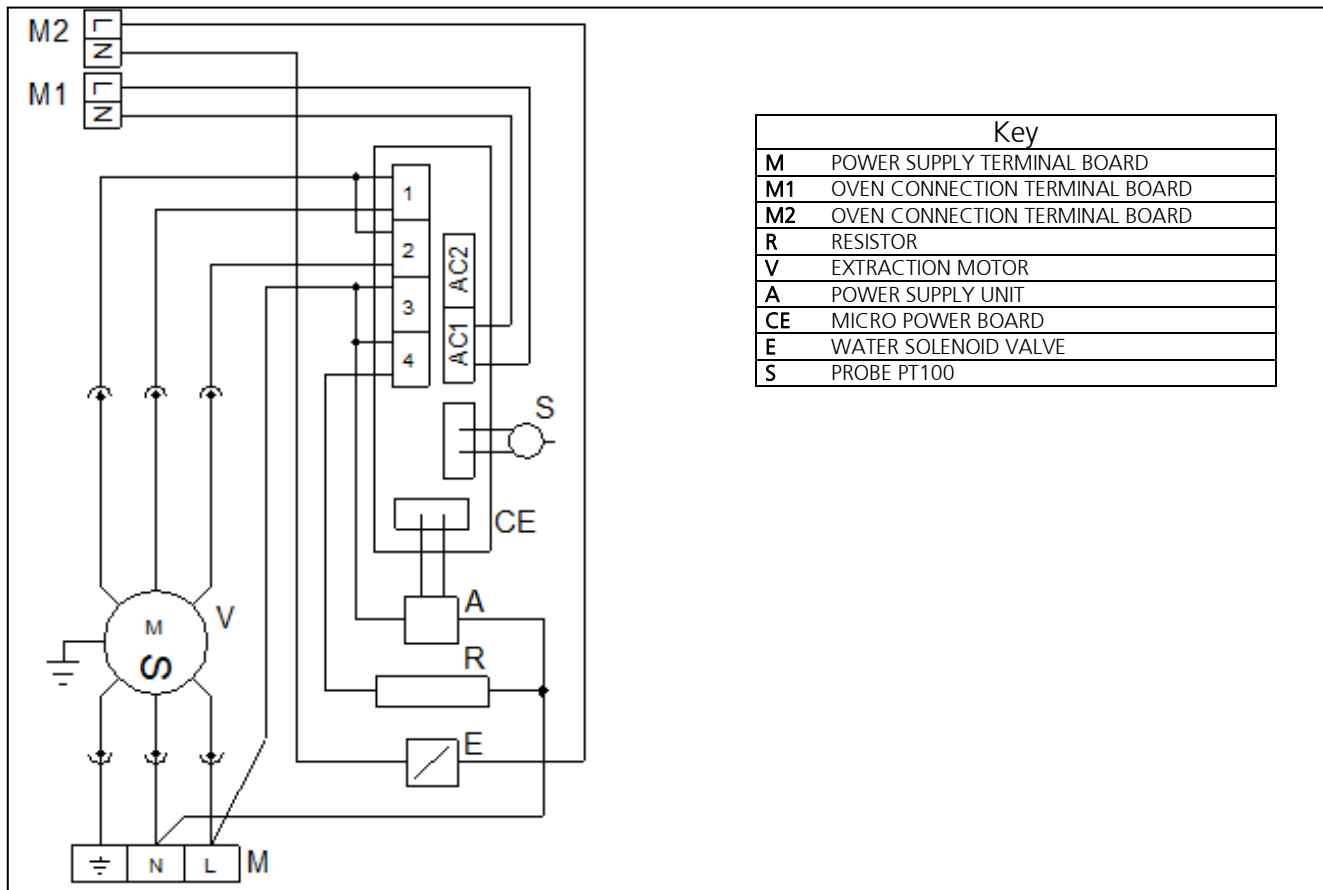 M2
L
N
M1
L
N
1
2
3
4
AC2
AC1
S
CE
A
R
E
M
S
V
N
L
M
Key
M POWER SUPPLY TERMINAL BOARD
M1 OVEN CONNECTION TERMINAL BOARD
M2 OVEN CONNECTION TERMINAL BOARD
R RESISTOR
V EXTRACTION MOTOR
A POWER SUPPLY UNIT
CE MICRO POWER BOARD
E WATER SOLENOID VALVE
S PROBE PT100